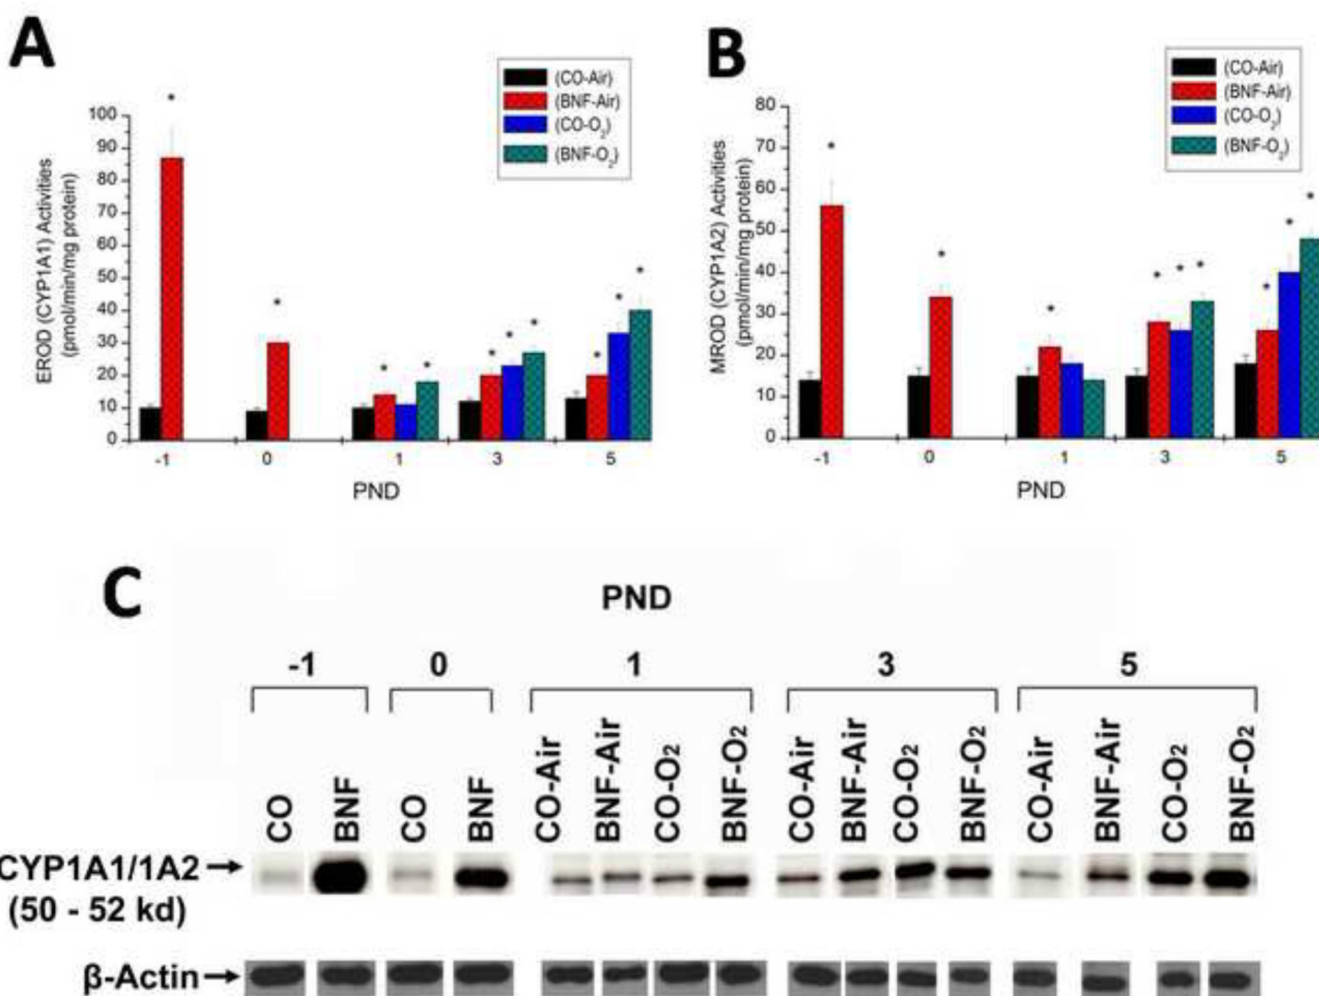 A
(CO-Air)
(BNF-Air)
(CO-O2)
(BNF-O2)
EROD (CYP1A1) Activities
(pmol/min/mg protein)
100
90
80
70
60
50
40
30
20
10
0
*
*
*
*
*
*
*
*
*
*
-1
0
1
3
5
PND
B
(CO-Air)
(BNF-Air)
(CO-O2)
(BNF-O2)
MROD (CYP1A2) Activities
(pmol/min/mg protein)
80
70
60
50
40
30
20
10
0
*
*
*
*
*
*
*
*
*
-1
0
1
3
5
PND
C
PND
-1
0
1
3
5
CO
BNF
CO
BNF
CO-Air
BNF-Air
CO-O2
BNF-O2
CO-Air
BNF-Air
CO-O2
BNF-O2
CO-Air
BNF-Air
CO-O2
BNF-O2
CYP1A1/1A2
(50 - 52 kd)
β-Actin